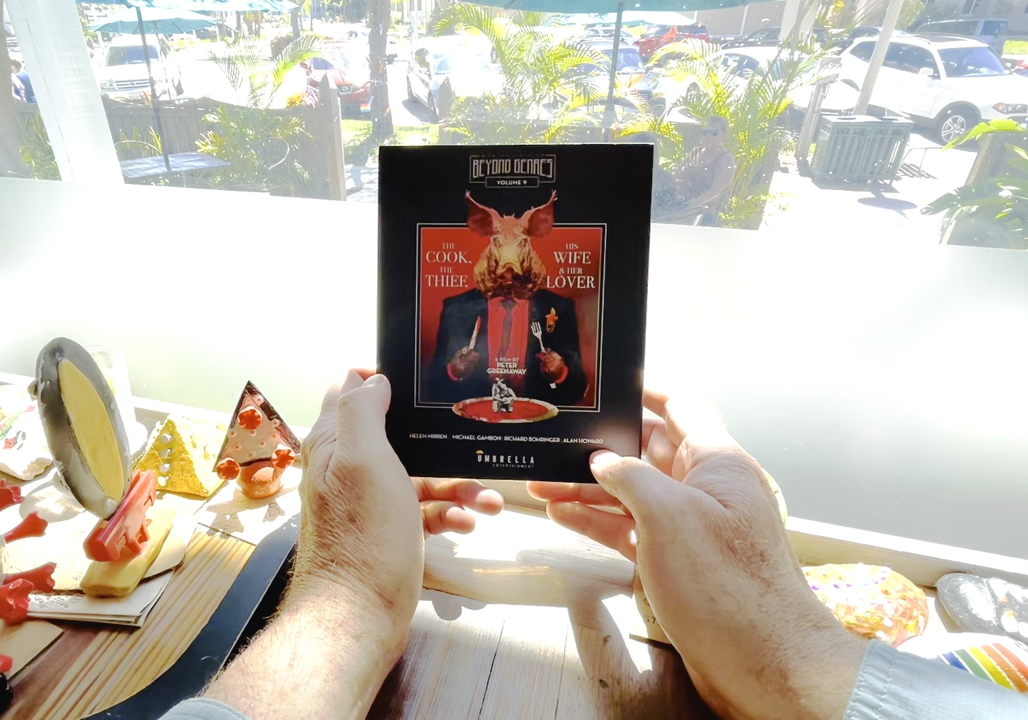 BEYOND GENRES
VOLUME 9
THE
COOK,
THE
THIEF,
HIS
WIFE
& HER
LOVER
A FILM BY
PETER
GREENAWAY
HELEN MIRREN MICHAEL GAMBON RICHARD BOHRINGER ALAN HOWARD
UMBRELLA
ENTERTAINMENT